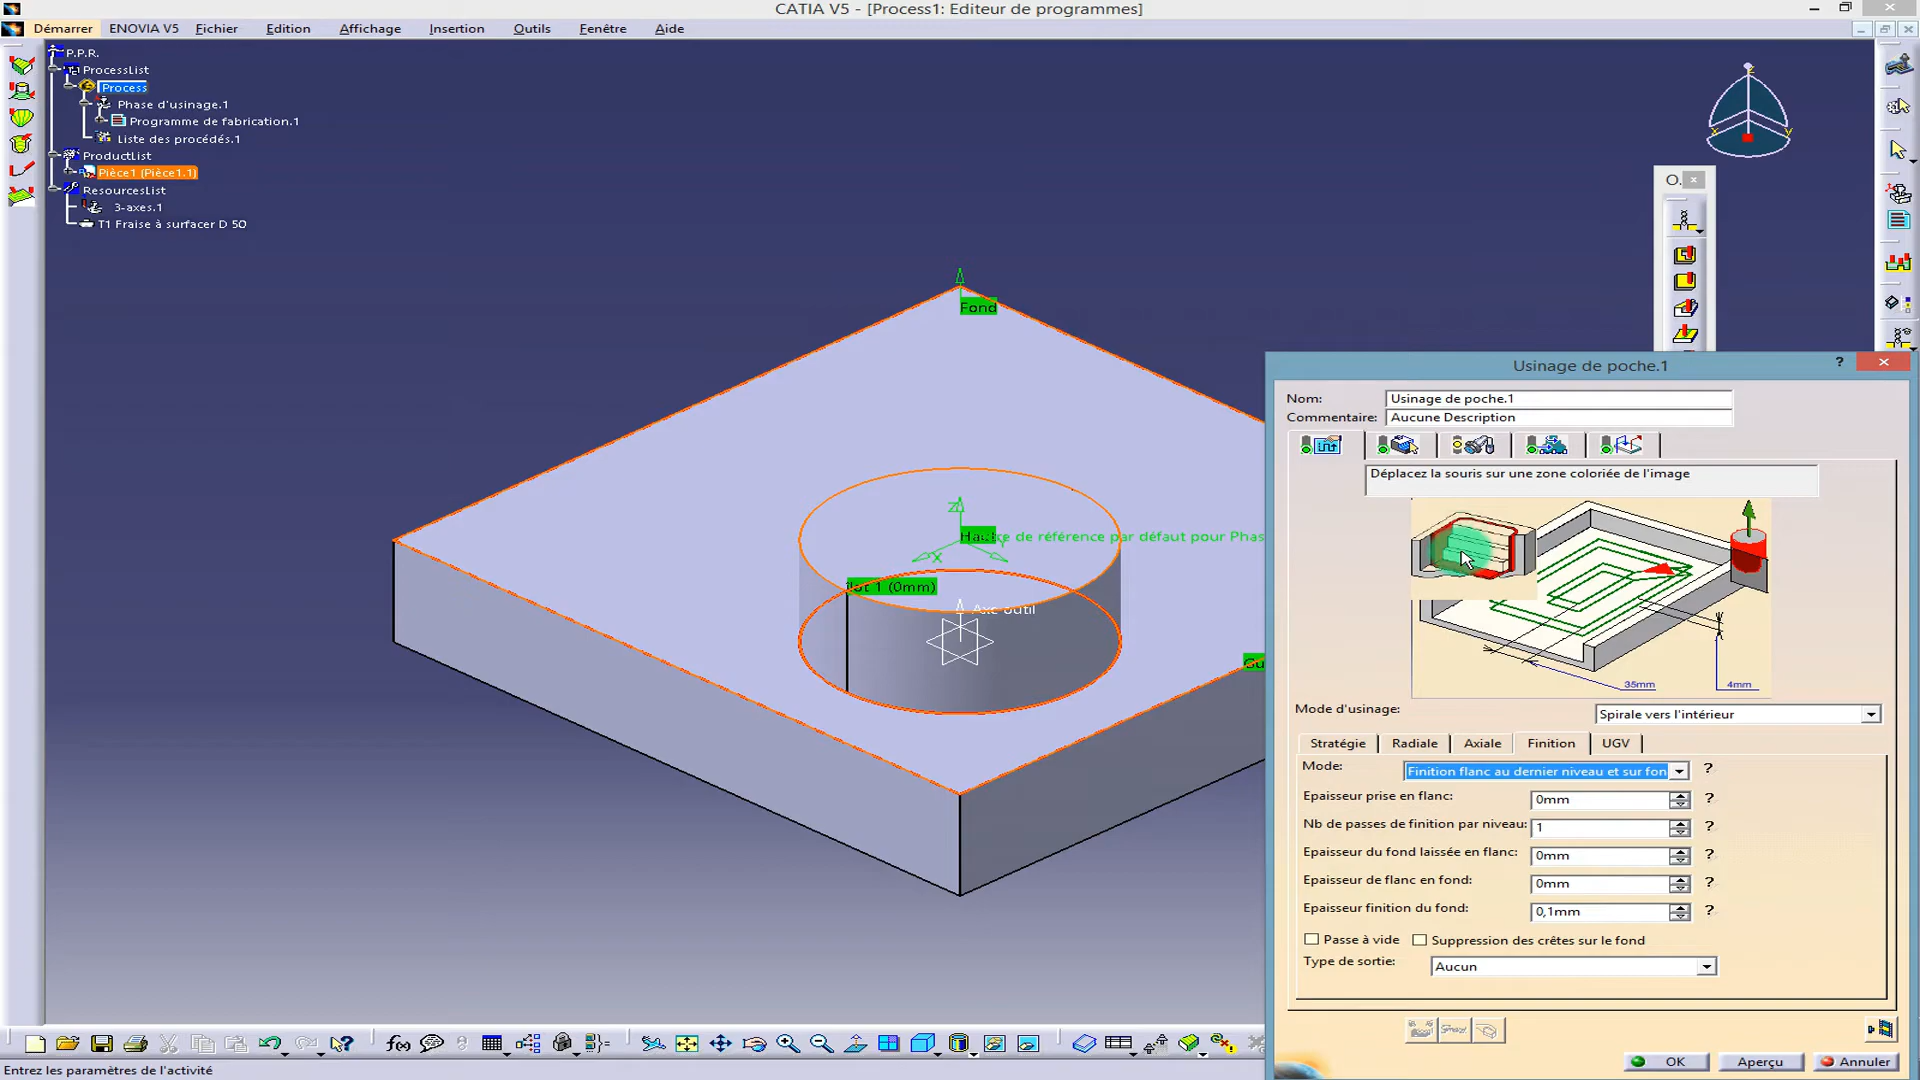 CATIA V5 - [Process1: Editeur de programmes]
Démarrer ENOVIA V5 Fichier Edition Affichage Insertion Outils Fenêtre Aide
P.P.R.
ProcessList
Process
Phase d'usinage.1
Programme de fabrication.1
Liste des procédés.1
ProductList
Pièce1 (Pièce1.1)
ResourcesList
3-axes.1
T1 Fraise à surfacer D 50
Z
X
Y
O.
Fond
Z
re de référence par défaut pour Phas
X
lot 1 (0mm)
Axe outil
Gu
Usinage de poche.1
?
Nom: Usinage de poche.1
Commentaire: Aucune Description
Déplacez la souris sur une zone coloriée de l'image
35mm
4mm
Mode d'usinage: Spirale vers l'intérieur
Stratégie Radiale Axiale Finition UGV
Mode: Finition flanc au dernier niveau et sur fon ?
Epaisseur prise en flanc: 0mm ?
Nb de passes de finition par niveau: 1 ?
Epaisseur du fond laissée en flanc: 0mm ?
Epaisseur de flanc en fond: 0mm ?
Epaisseur finition du fond: 0,1mm ?
Passe à vide Suppression des crêtes sur le fond
Type de sortie: Aucun
OK Aperçu Annuler
f(x)
Entrez les paramètres de l'activité